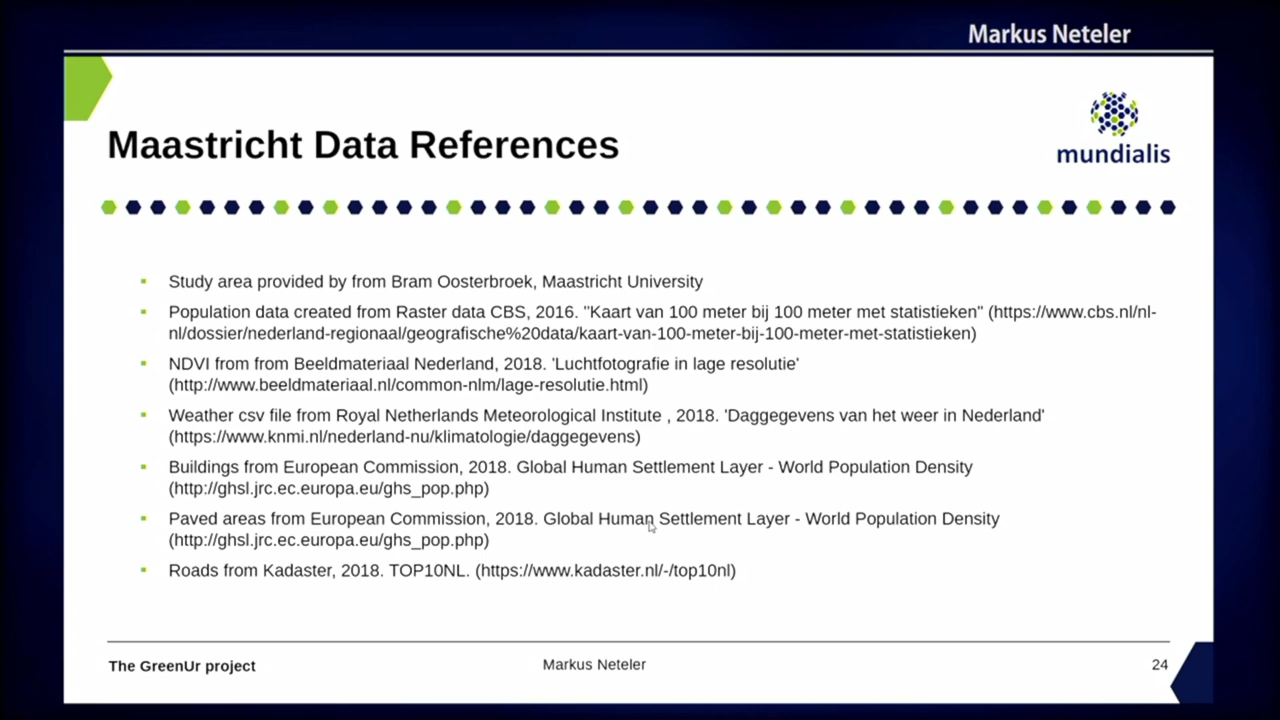 Markus Neteler
Maastricht Data References
mundialis
Study area provided by from Bram Oosterbroek, Maastricht University
Population data created from Raster data CBS, 2016. "Kaart van 100 meter bij 100 meter met statistieken" (https://www.cbs.nl/nl-
nl/dossier/nederland-regionaal/geografische%20data/kaart-van-100-meter-bij-100-meter-met-statistieken)
NDVI from from Beeldmateriaal Nederland, 2018. 'Luchtfotografie in lage resolutie'
(http://www.beeldmateriaal.nl/common-nlm/lage-resolutie.html)
Weather csv file from Royal Netherlands Meteorological Institute , 2018. 'Daggegevens van het weer in Nederland'
(https://www.knmi.nl/nederland-nu/klimatologie/daggegevens)
Buildings from European Commission, 2018. Global Human Settlement Layer - World Population Density
(http://ghsl.jrc.ec.europa.eu/ghs_pop.php)
Paved areas from European Commission, 2018. Global Human Settlement Layer - World Population Density
(http://ghsl.jrc.ec.europa.eu/ghs_pop.php)
Roads from Kadaster, 2018. TOP10NL. (https://www.kadaster.nl/-/top10nl)
The GreenUr project
Markus Neteler
24